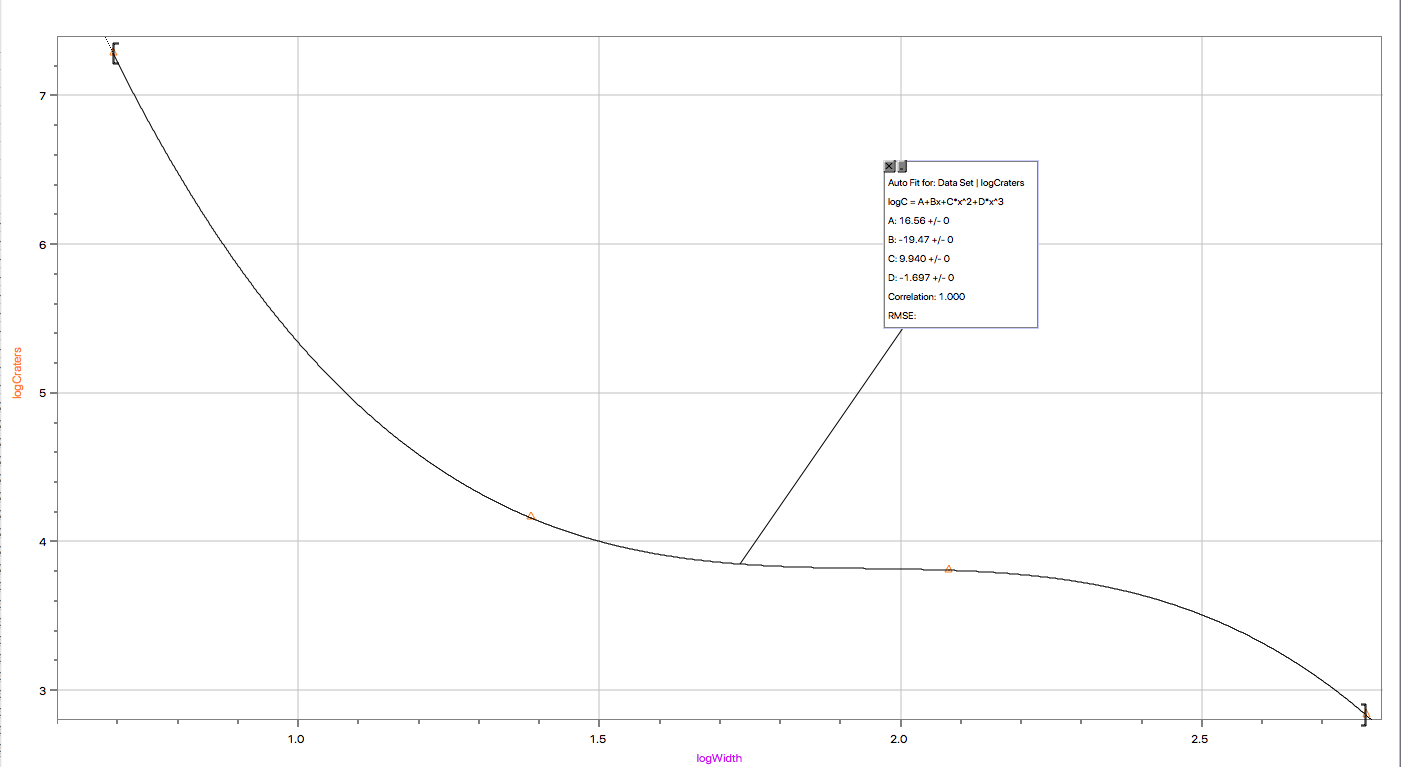 7
6
5
4
3
logCraters
Auto Fit for: Data Set | logCraters
logC = A+Bx+C*x^2+D*x^3
A: 16.56 +/- 0
B: -19.47 +/- 0
C: 9.940 +/- 0
D: -1.697 +/- 0
Correlation: 1.000
RMSE:
1.0 1.5 2.0 2.5
logWidth